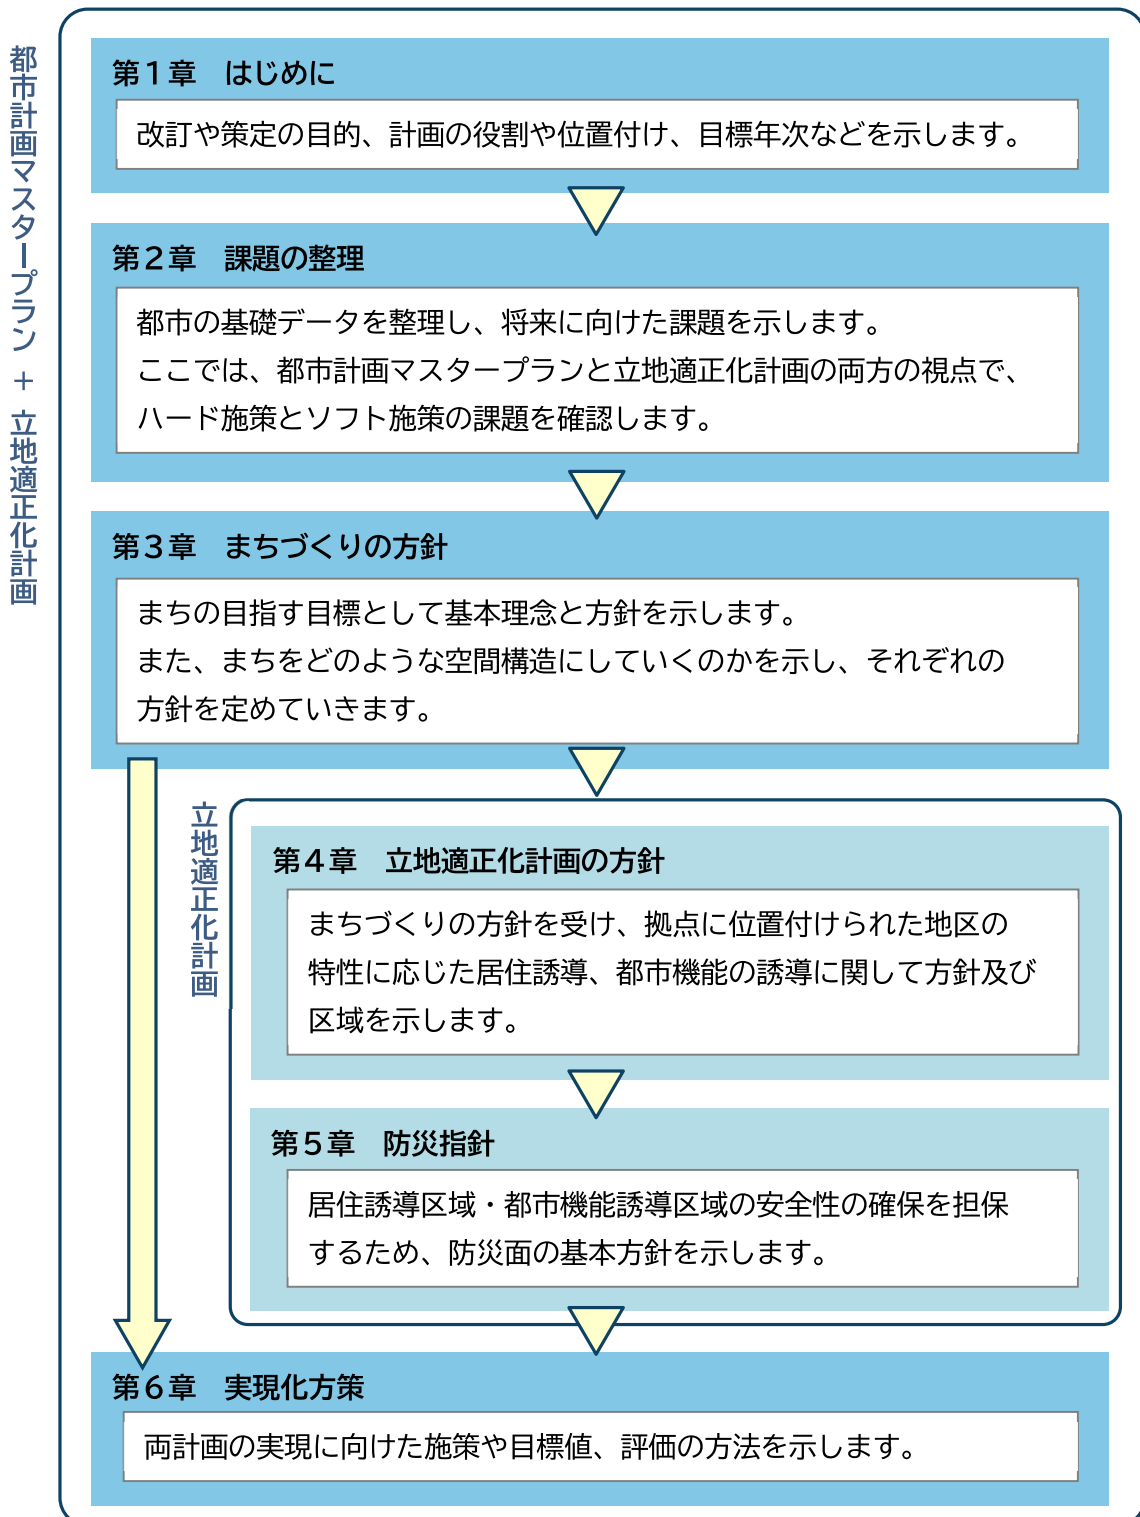 都市計画マスタープラン + 立地適正化計画
第1章 はじめに
改訂や策定の目的、計画の役割や位置付け、目標年次などを示します。
第2章 課題の整理
都市の基礎データを整理し、将来に向けた課題を示します。
ここでは、都市計画マスタープランと立地適正化計画の両方の視点で、
ハード施策とソフト施策の課題を確認します。
第3章 まちづくりの方針
まちの目指す目標として基本理念と方針を示します。
また、まちをどのような空間構造にしていくのかを示し、それぞれの
方針を定めていきます。
立地適正化計画
第4章 立地適正化計画の方針
まちづくりの方針を受け、拠点に位置付けられた地区の
特性に応じた居住誘導、都市機能の誘導に関して方針及び
区域を示します。
第5章 防災指針
居住誘導区域・都市機能誘導区域の安全性の確保を担保
するため、防災面の基本方針を示します。
第6章 実現化方策
両計画の実現に向けた施策や目標値、評価の方法を示します。